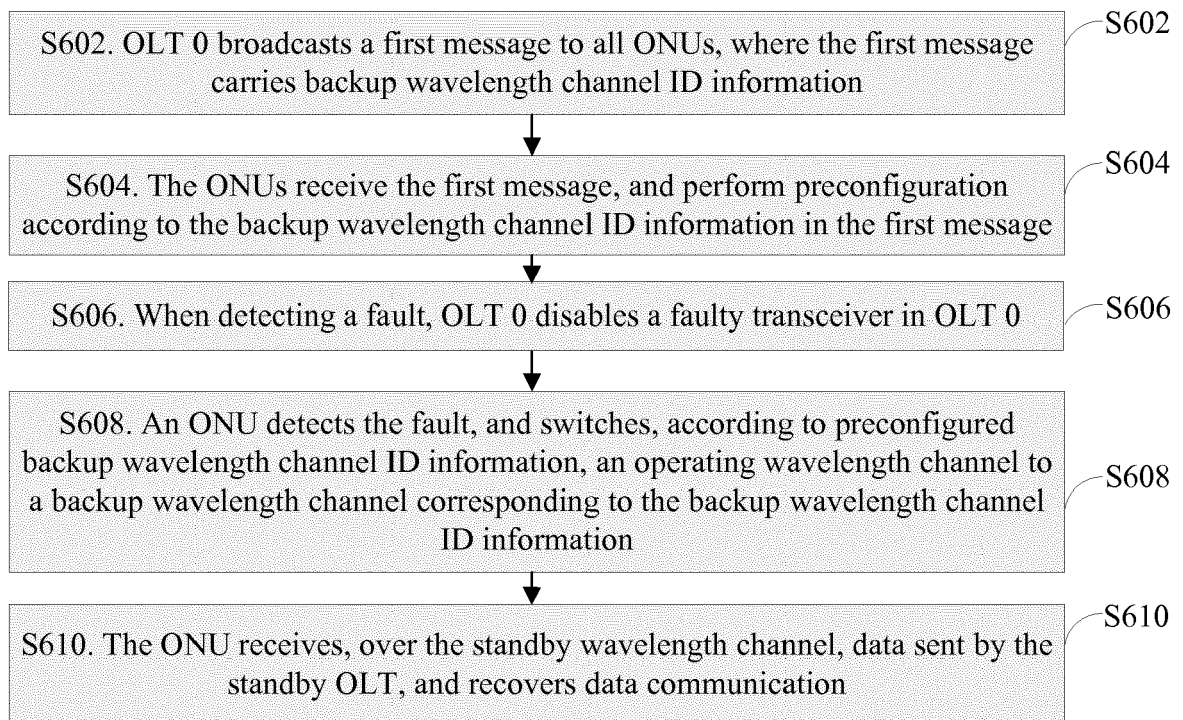 S602. OLT 0 broadcasts a first message to all ONUs, where the first message
carries backup wavelength channel ID information
S602
S604. The ONUs receive the first message, and perform preconfiguration
according to the backup wavelength channel ID information in the first message
S604
S606. When detecting a fault, OLT 0 disables a faulty transceiver in OLT 0
S606
S608. An ONU detects the fault, and switches, according to preconfigured
backup wavelength channel ID information, an operating wavelength channel to
a backup wavelength channel corresponding to the backup wavelength channel
ID information
S608
S610. The ONU receives, over the standby wavelength channel, data sent by the
standby OLT, and recovers data communication
S610